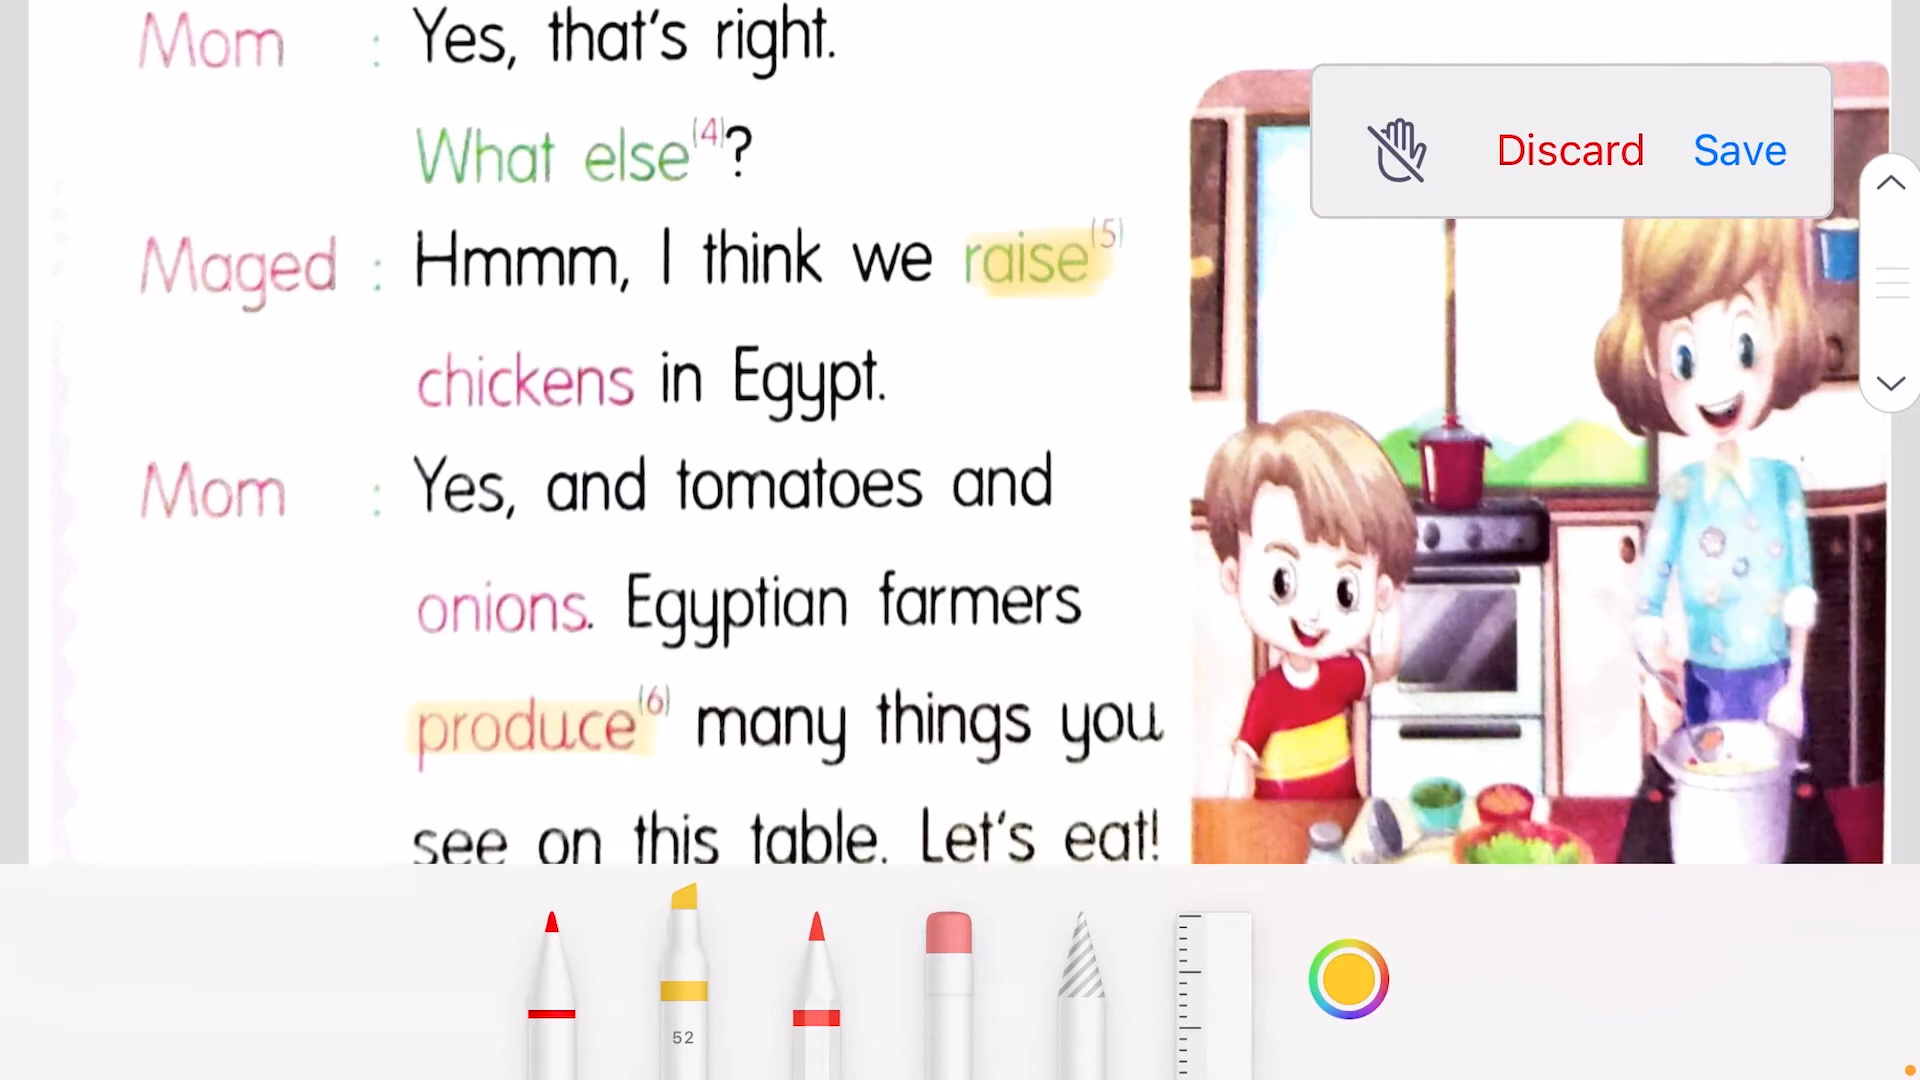 Mom : Yes, that's right.
What else(4)?
Discard Save
Maged : Hmmm, I think we raise(5)
chickens in Egypt.
Mom : Yes, and tomatoes and
onions. Egyptian farmers
produce(6) many things you
see on this table. Let's eat!
52